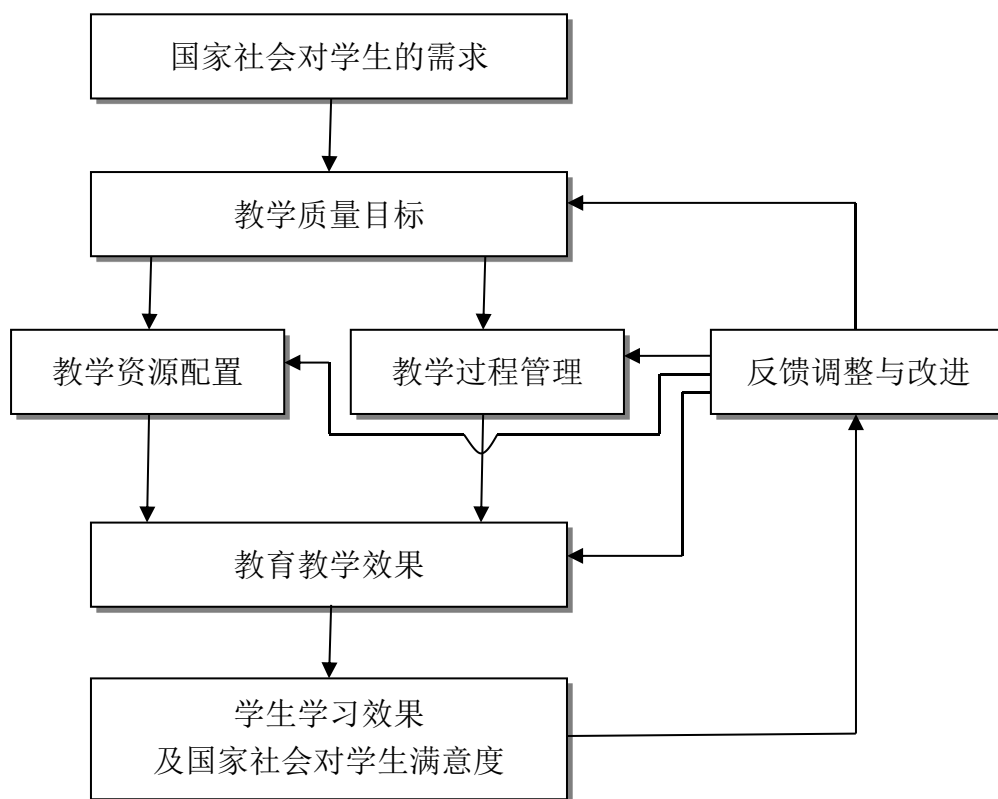 国家社会对学生的需求
教学质量目标
教学资源配置
教学过程管理
反馈调整与改进
教育教学效果
学生学习效果
及国家社会对学生满意度